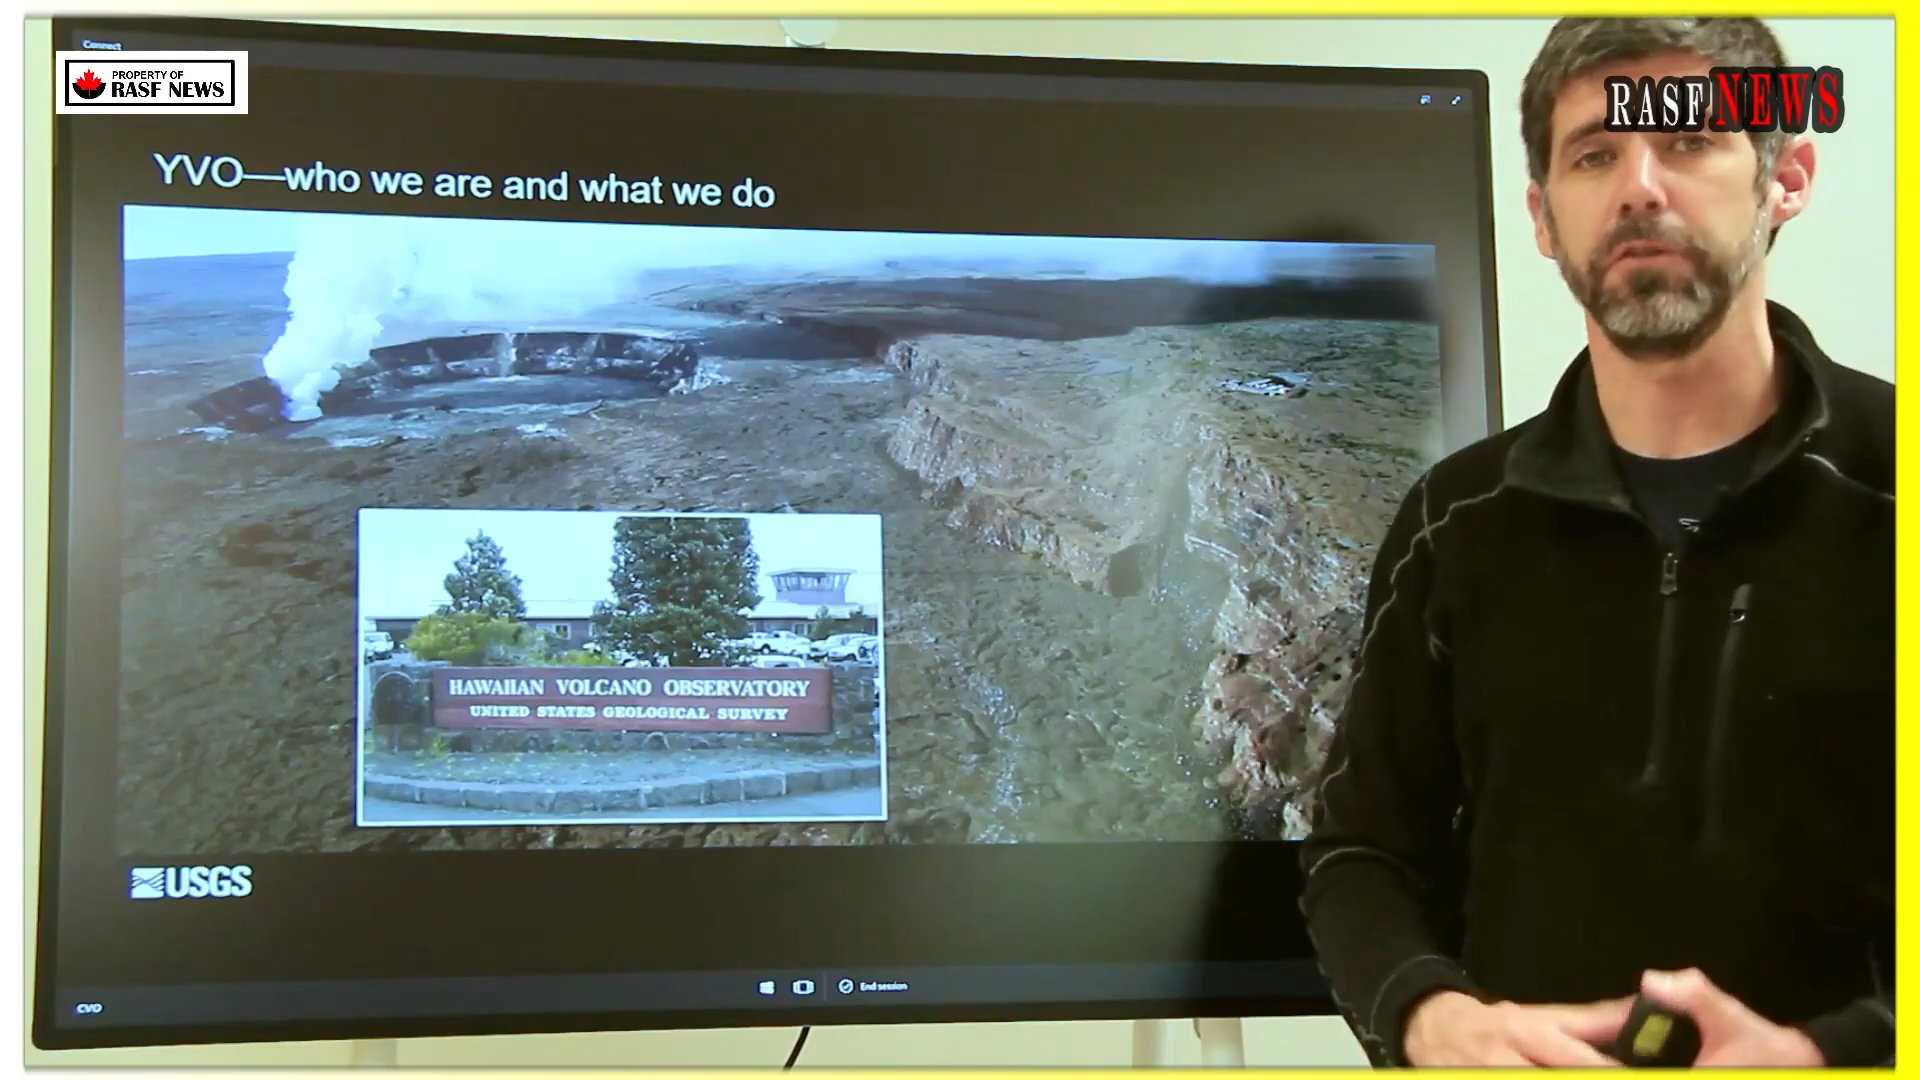 Connect
PROPERTY OF
RASF NEWS
RASF NEWS
YVO—who we are and what we do
HAWAIIAN VOLCANO OBSERVATORY
UNITED STATES GEOLOGICAL SURVEY
USGS
End session
CVO